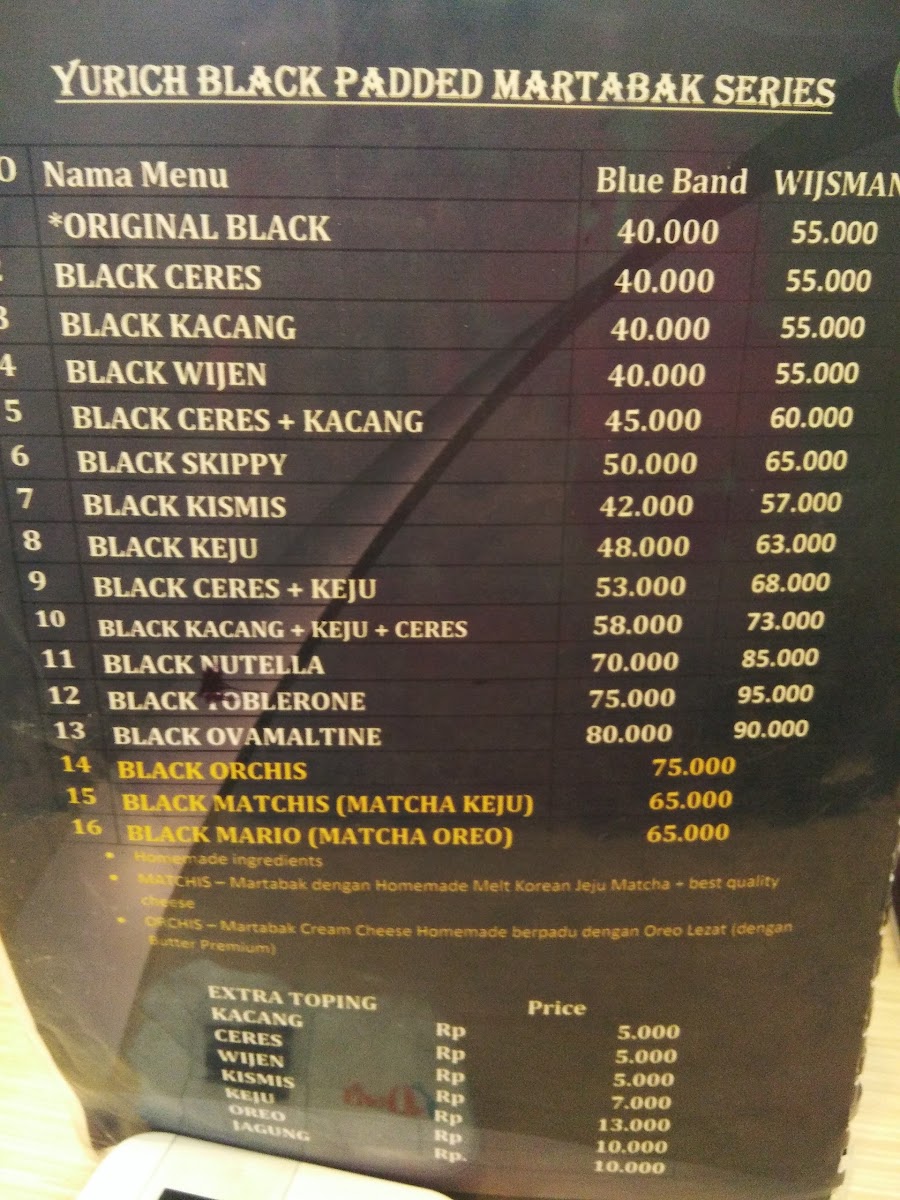 YURICH BLACK PADDED MARTABAK SERIES
O Nama Menu Blue Band WIJSMAN
*ORIGINAL BLACK 40.000 55.000
BLACK CERES 40.000 55.000
3 BLACK KACANG 40.000 55.000
4 BLACK WIJEN 40.000 55.000
5 BLACK CERES + KACANG 45.000 60.000
6 BLACK SKIPPY 50.000 65.000
7 BLACK KISMIS 42.000 57.000
8 BLACK KEJU 48.000 63.000
9 BLACK CERES + KEJU 53.000 68.000
10 BLACK KACANG + KEJU + CERES 58.000 73.000
11 BLACK NUTELLA 70.000 85.000
12 BLACK TOBLERONE 75.000 95.000
13 BLACK OVAMALTINE 80.000 90.000
14 BLACK ORCHIS 75.000
15 BLACK MATCHIS (MATCHA KEJU) 65.000
16 BLACK MARIO (MATCHA OREO) 65.000
• Homemade ingredients
• MATCHIS – Martabak dengan Homemade Melt Korean Jeju Matcha + best quality
cheese
• ORCHIS – Martabak Cream Cheese Homemade berpadu dengan Oreo Lezat (dengan
Butter Premium)
EXTRA TOPING Price
KACANG Rp 5.000
CERES Rp 5.000
WIJEN Rp 5.000
KISMIS Rp 7.000
KEJU Rp 13.000
OREO Rp 10.000
JAGUNG Rp. 10.000